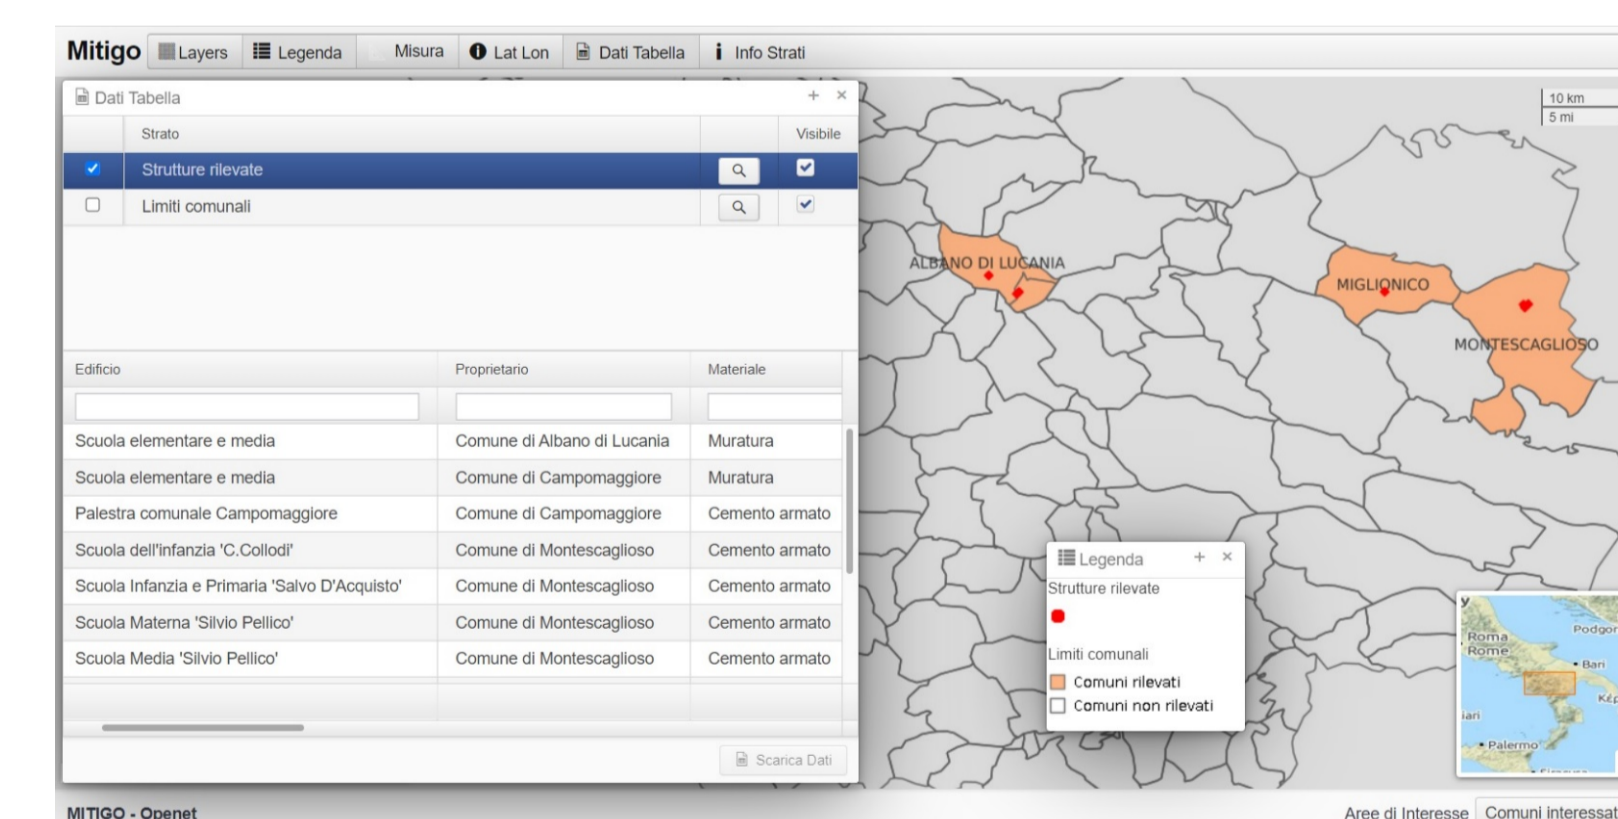 Mitigo Layers Legenda Misura Lat Lon Dati Tabella Info Strati
Dati Tabella
Strato Visibile
Strutture rilevate
Limiti comunali
Edificio Proprietario Materiale
Scuola elementare e media Comune di Albano di Lucania Muratura
Scuola elementare e media Comune di Campomaggiore Muratura
Palestra comunale Campomaggiore Comune di Campomaggiore Cemento armato
Scuola dell'infanzia 'C.Collodi' Comune di Montescaglioso Cemento armato
Scuola Infanzia e Primaria 'Salvo D'Acquisto' Comune di Montescaglioso Cemento armato
Scuola Materna 'Silvio Pellico' Comune di Montescaglioso Cemento armato
Scuola Media 'Silvio Pellico' Comune di Montescaglioso Cemento armato
Scarica Dati
10 km
5 mi
ALBANO DI LUCANIA
MIGLIONICO
MONTESCAGLIOSO
Legenda
Strutture rilevate
Limiti comunali
Comuni rilevati
Comuni non rilevati
Roma
Rome
Podgor
Bari
Palermo
MITIGO - Openet
Aree di Interesse Comuni interessat